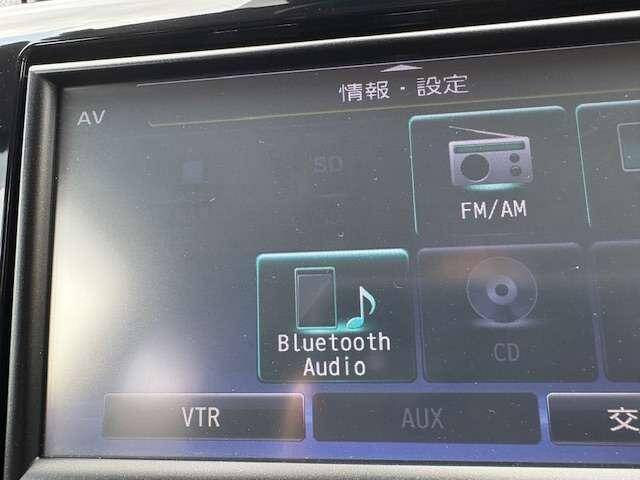 情報・設定
AV
SD
FM/AM
Bluetooth
Audio
CD
VTR
AUX
交